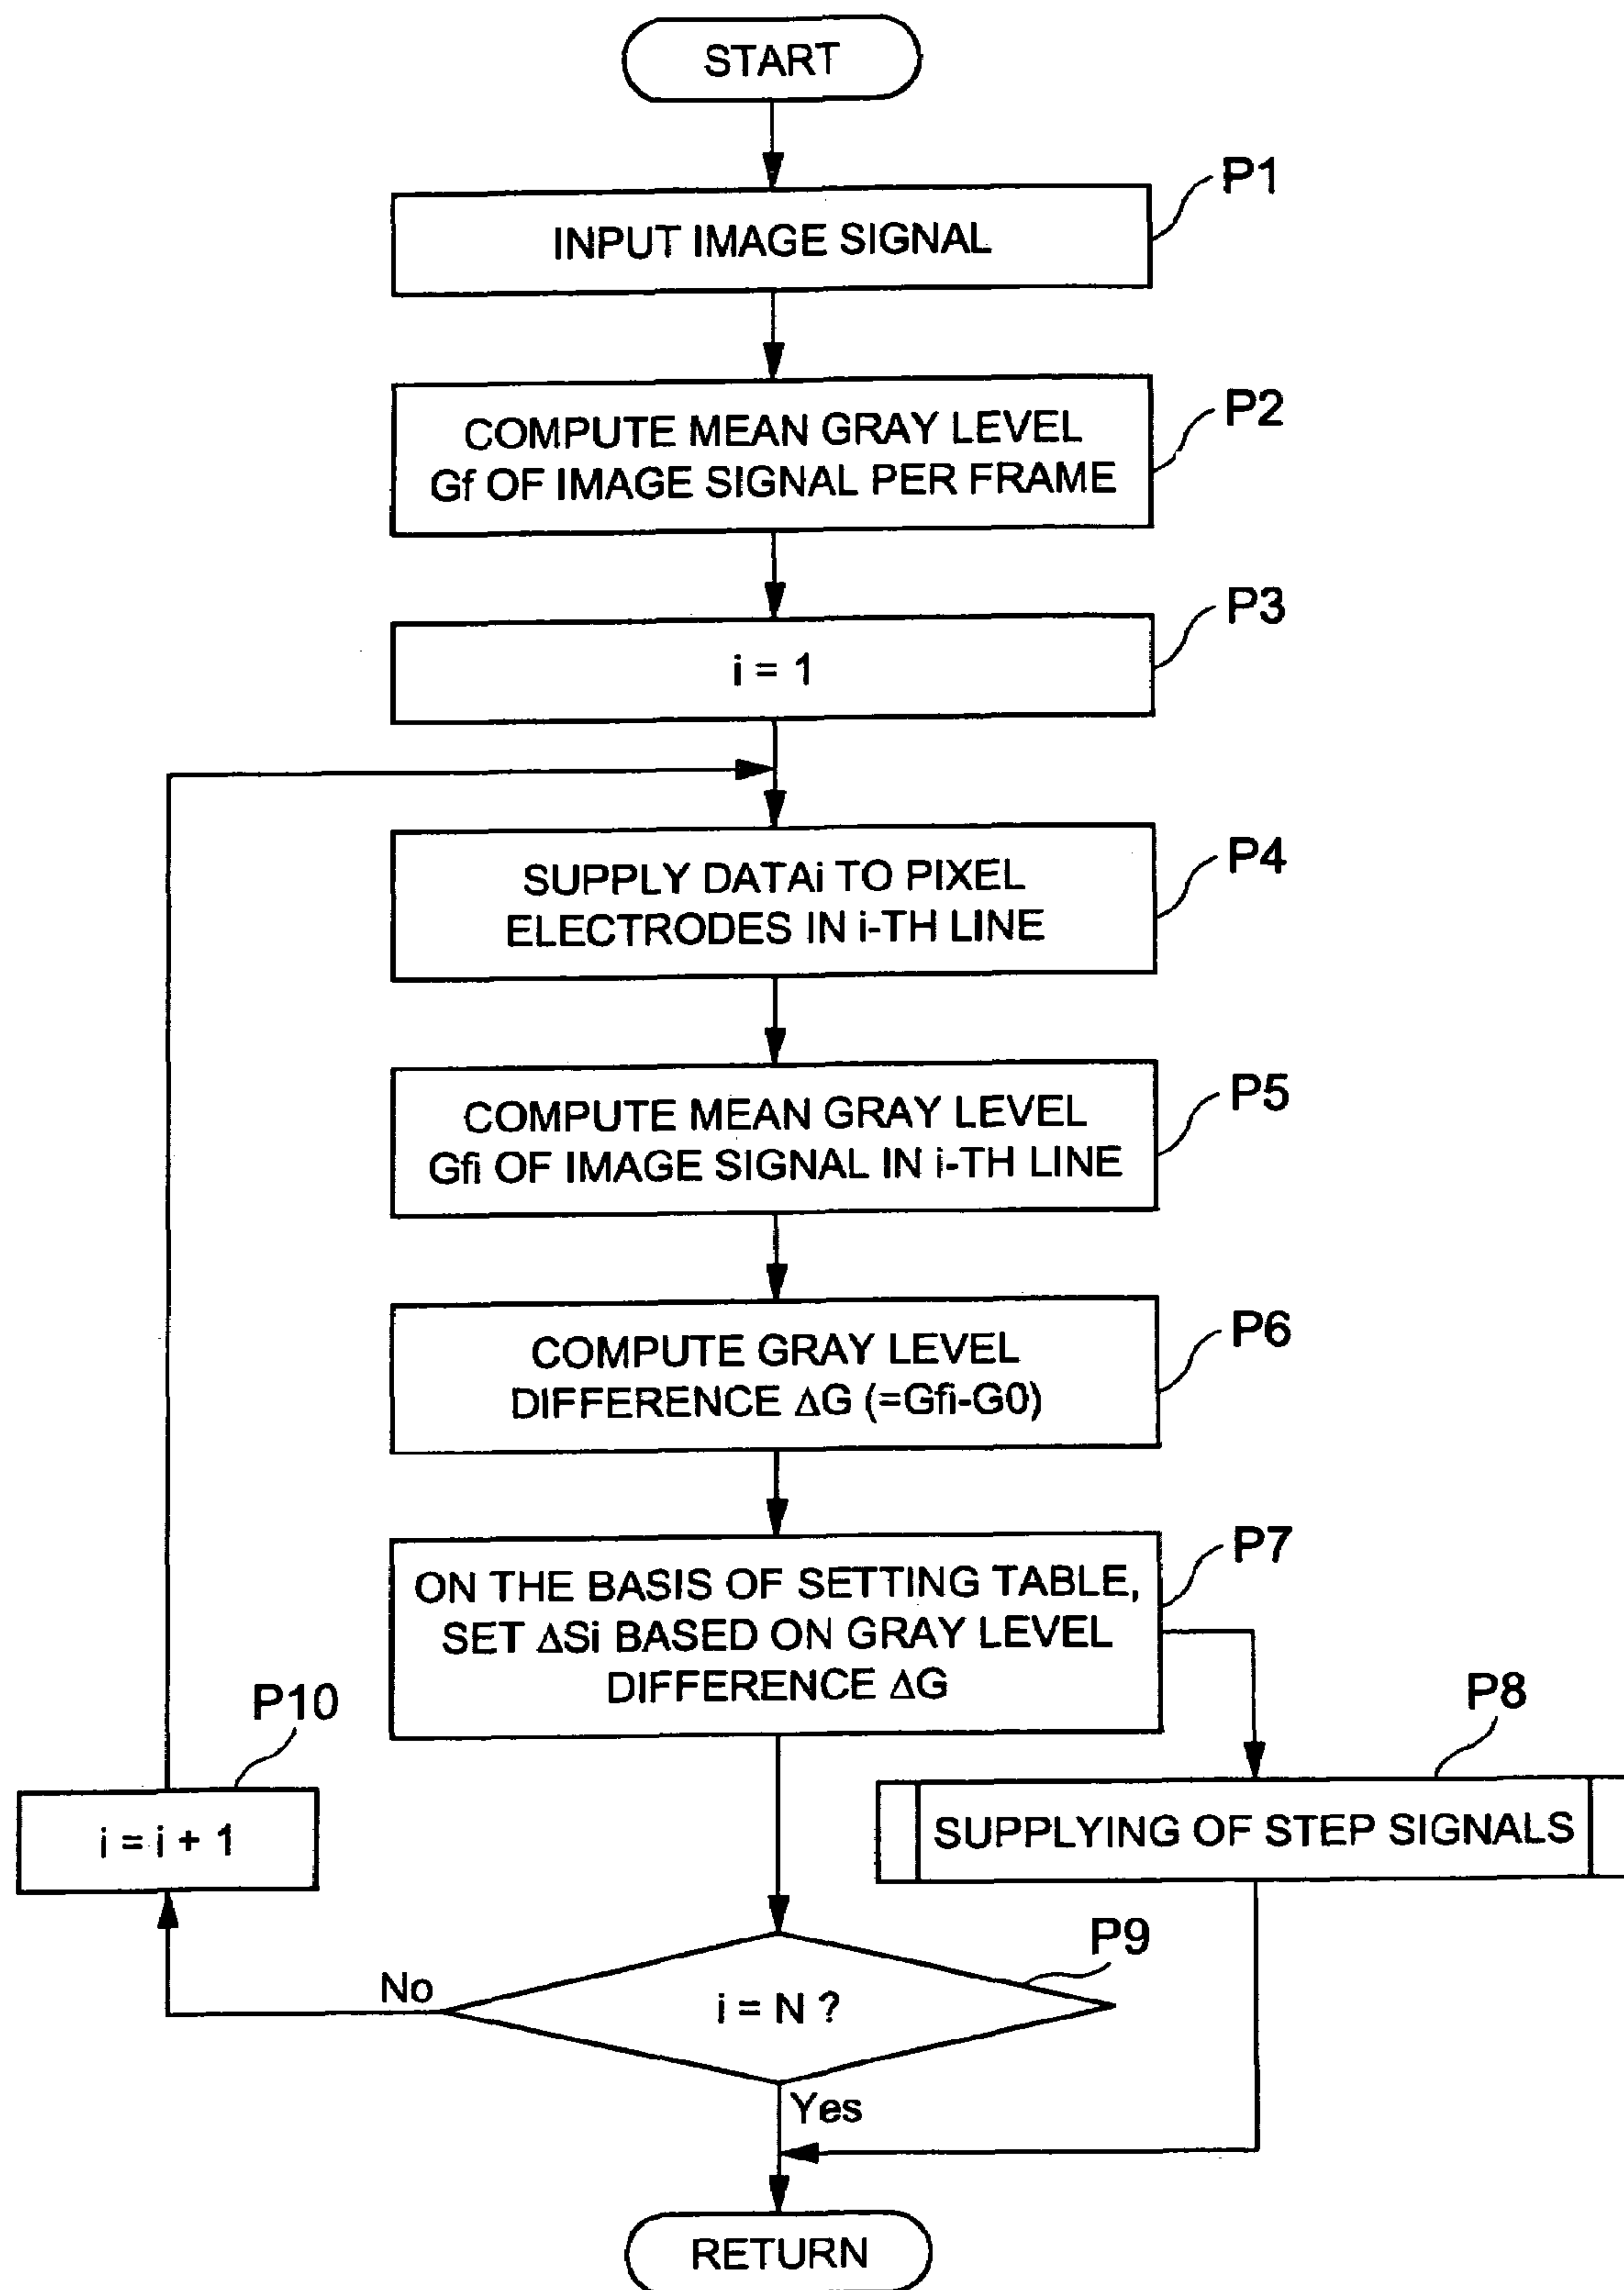 START
P1
INPUT IMAGE SIGNAL
P2
COMPUTE MEAN GRAY LEVEL
Gf OF IMAGE SIGNAL PER FRAME
P3
i = 1
P4
SUPPLY DATAi TO PIXEL
ELECTRODES IN i-TH LINE
P5
COMPUTE MEAN GRAY LEVEL
Gfi OF IMAGE SIGNAL IN i-TH LINE
P6
COMPUTE GRAY LEVEL
DIFFERENCE ΔG (=Gfi-G0)
P7
ON THE BASIS OF SETTING TABLE,
SET ΔSi BASED ON GRAY LEVEL
DIFFERENCE ΔG
P10
i = i + 1
P8
SUPPLYING OF STEP SIGNALS
P9
No
i = N ?
Yes
RETURN